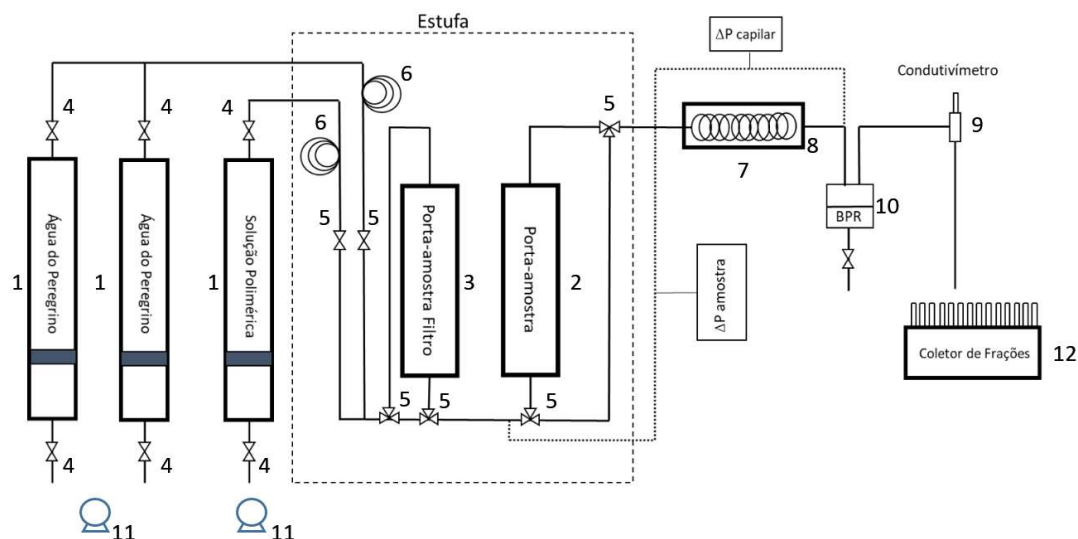 Estufa
ΔP capilar
Condutivímetro
6
4
4
4
6
5
9
8
7
Água do Peregrino
Água do Peregrino
Solução Polimérica
Porta-amostra Filtro
Porta-amostra
5
5
10
BPR
1
1
1
3
2
ΔP amostra
Coletor de Frações
12
5
5
5
4
4
4
11
11